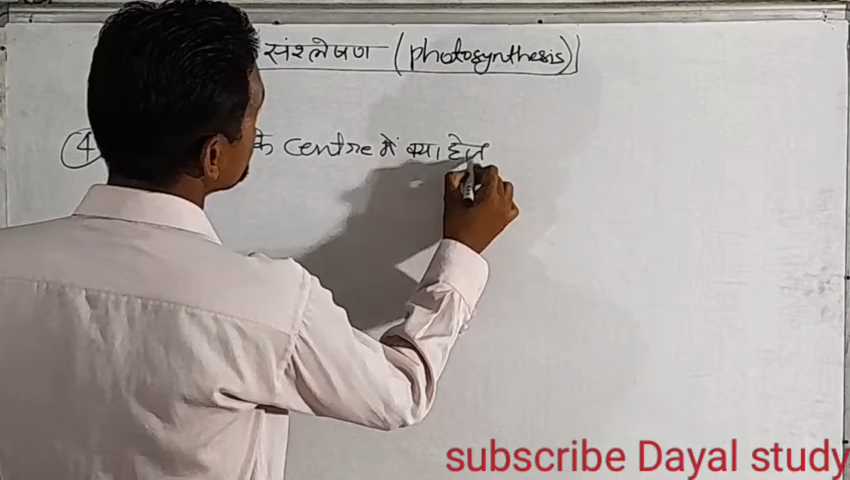 संश्लेषण (photosynthesis)
④ के centre में क्या होत
subscribe Dayal study